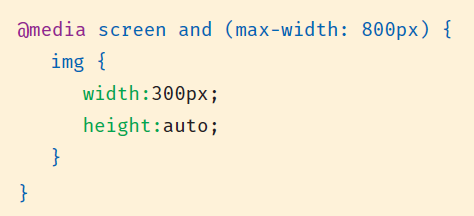 @media screen and (max-width: 800px) {
img {
width:300px;
height:auto;
}
}